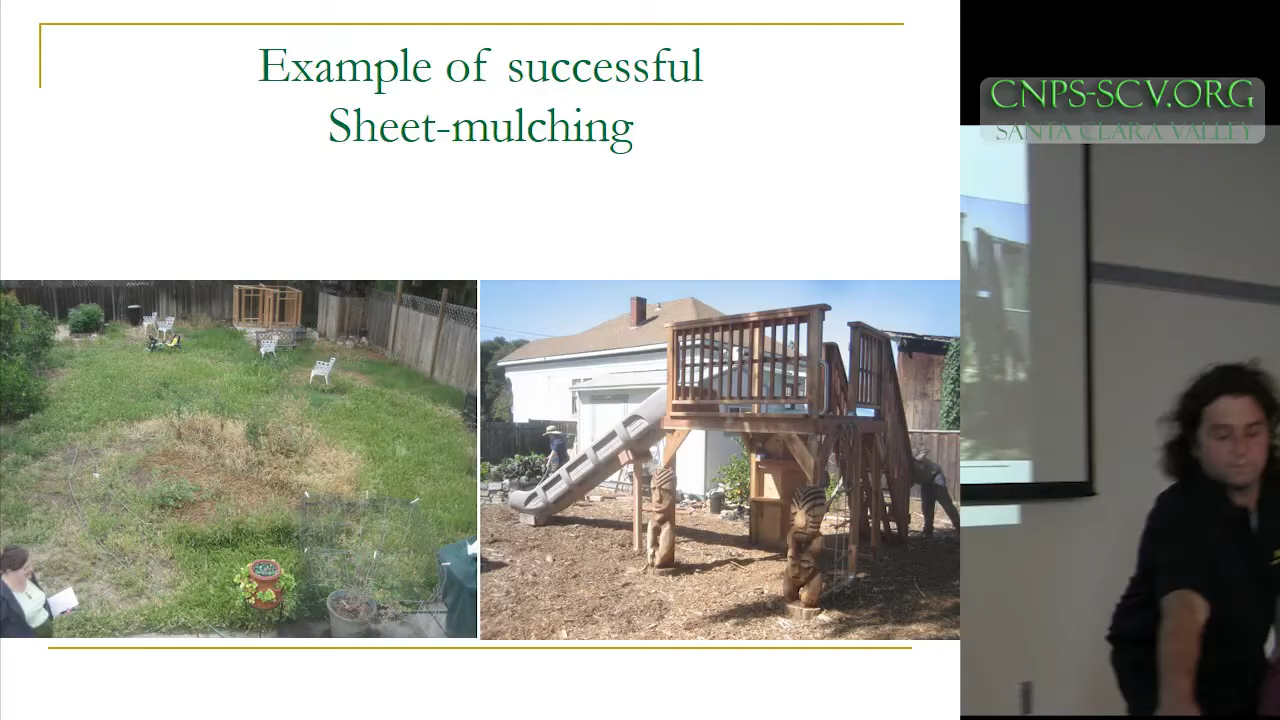 Example of successful
Sheet-mulching
CNPS-SCV.ORG
SANTA CLARA VALLEY